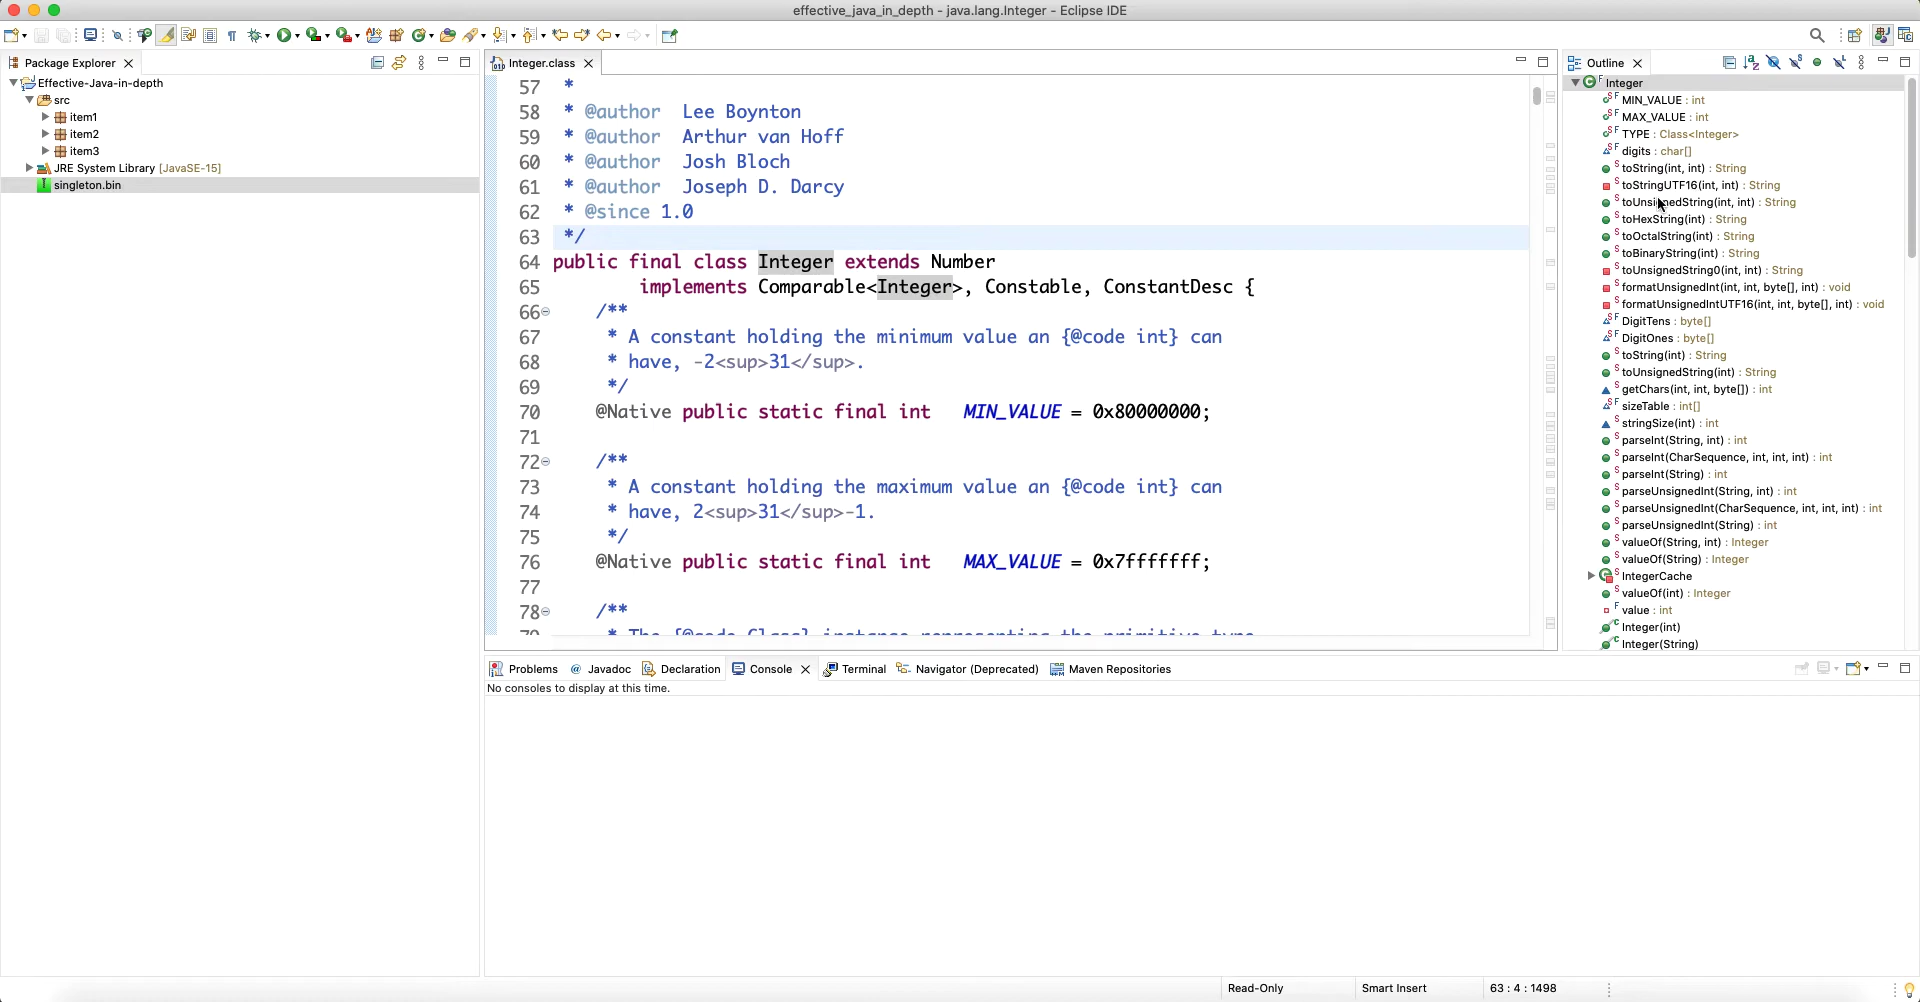 effective_java_in_depth - java.lang.Integer - Eclipse IDE
Package Explorer
Effective-Java-in-depth
src
item1
item2
item3
JRE System Library [JavaSE-15]
singleton.bin
Integer.class
57 *
58 * @author Lee Boynton
59 * @author Arthur van Hoff
60 * @author Josh Bloch
61 * @author Joseph D. Darcy
62 * @since 1.0
63 */
64 public final class Integer extends Number
65 implements Comparable<Integer>, Constable, ConstantDesc {
66 /**
67 * A constant holding the minimum value an {@code int} can
68 * have, -2<sup>31</sup>.
69 */
70 @Native public static final int MIN_VALUE = 0x80000000;
71
72 /**
73 * A constant holding the maximum value an {@code int} can
74 * have, 2<sup>31</sup>-1.
75 */
76 @Native public static final int MAX_VALUE = 0x7fffffff;
77
78 /**
79 * The {@code Class} instance representing the primitive type
Outline
Integer
MIN_VALUE : int
MAX_VALUE : int
TYPE : Class<Integer>
digits : char[]
toString(int, int) : String
toStringUTF16(int, int) : String
toUnsignedString(int, int) : String
toHexString(int) : String
toOctalString(int) : String
toBinaryString(int) : String
toUnsignedString0(int, int) : String
formatUnsignedInt(int, int, byte[], int) : void
formatUnsignedIntUTF16(int, int, byte[], int) : void
DigitTens : byte[]
DigitOnes : byte[]
toString(int) : String
toUnsignedString(int) : String
getChars(int, int, byte[]) : int
sizeTable : int[]
stringSize(int) : int
parseInt(String, int) : int
parseInt(CharSequence, int, int, int) : int
parseInt(String) : int
parseUnsignedInt(String, int) : int
parseUnsignedInt(CharSequence, int, int, int) : int
parseUnsignedInt(String) : int
valueOf(String, int) : Integer
valueOf(String) : Integer
IntegerCache
valueOf(int) : Integer
value : int
Integer(int)
Integer(String)
Problems Javadoc Declaration Console Terminal Navigator (Deprecated) Maven Repositories
No consoles to display at this time.
Read-Only Smart Insert 63 : 4 : 1498